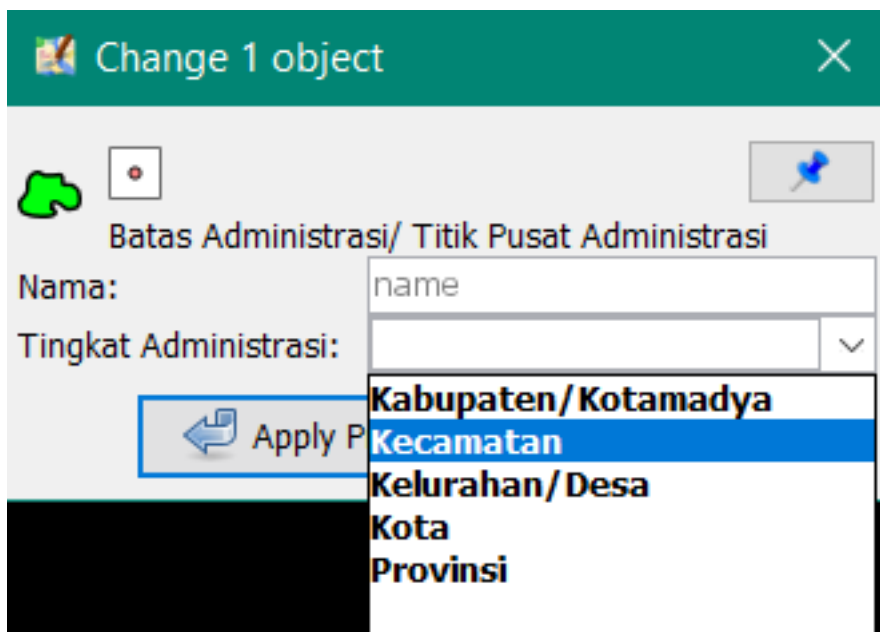 Change 1 object
Batas Administrasi/ Titik Pusat Administrasi
Nama:
name
Tingkat Administrasi:
Kabupaten/Kotamadya
Apply P
Kecamatan
Kelurahan/Desa
Kota
Provinsi